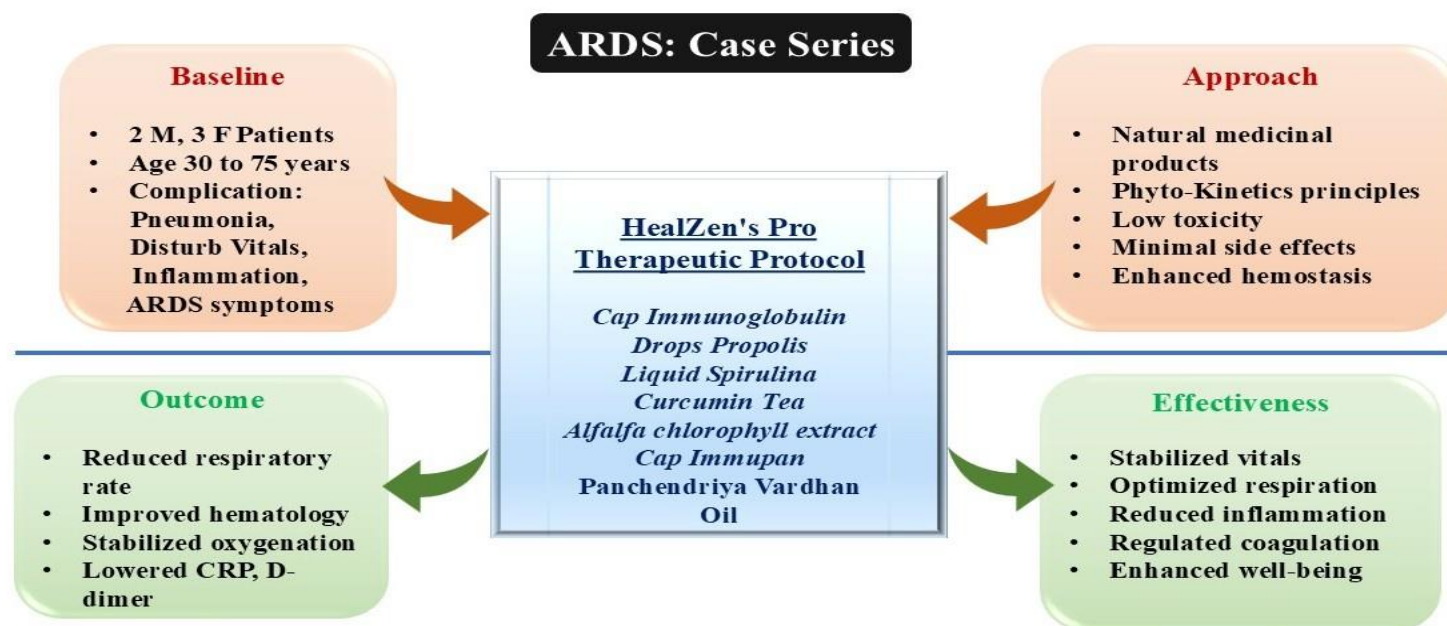 ARDS: Case Series
Baseline
• 2 M, 3 F Patients
• Age 30 to 75 years
• Complication:
Pneumonia,
Disturb Vitals,
Inflammation,
ARDS symptoms
Approach
• Natural medicinal
products
• Phyto-Kinetics principles
• Low toxicity
• Minimal side effects
• Enhanced hemostasis
HealZen's Pro
Therapeutic Protocol
Cap Immunoglobulin
Drops Propolis
Liquid Spirulina
Curcumin Tea
Alfalfa chlorophyll extract
Cap Immupan
Panchendriya Vardhan
Oil
Outcome
• Reduced respiratory
rate
• Improved hematology
• Stabilized oxygenation
• Lowered CRP, D-
dimer
Effectiveness
• Stabilized vitals
• Optimized respiration
• Reduced inflammation
• Regulated coagulation
• Enhanced well-being